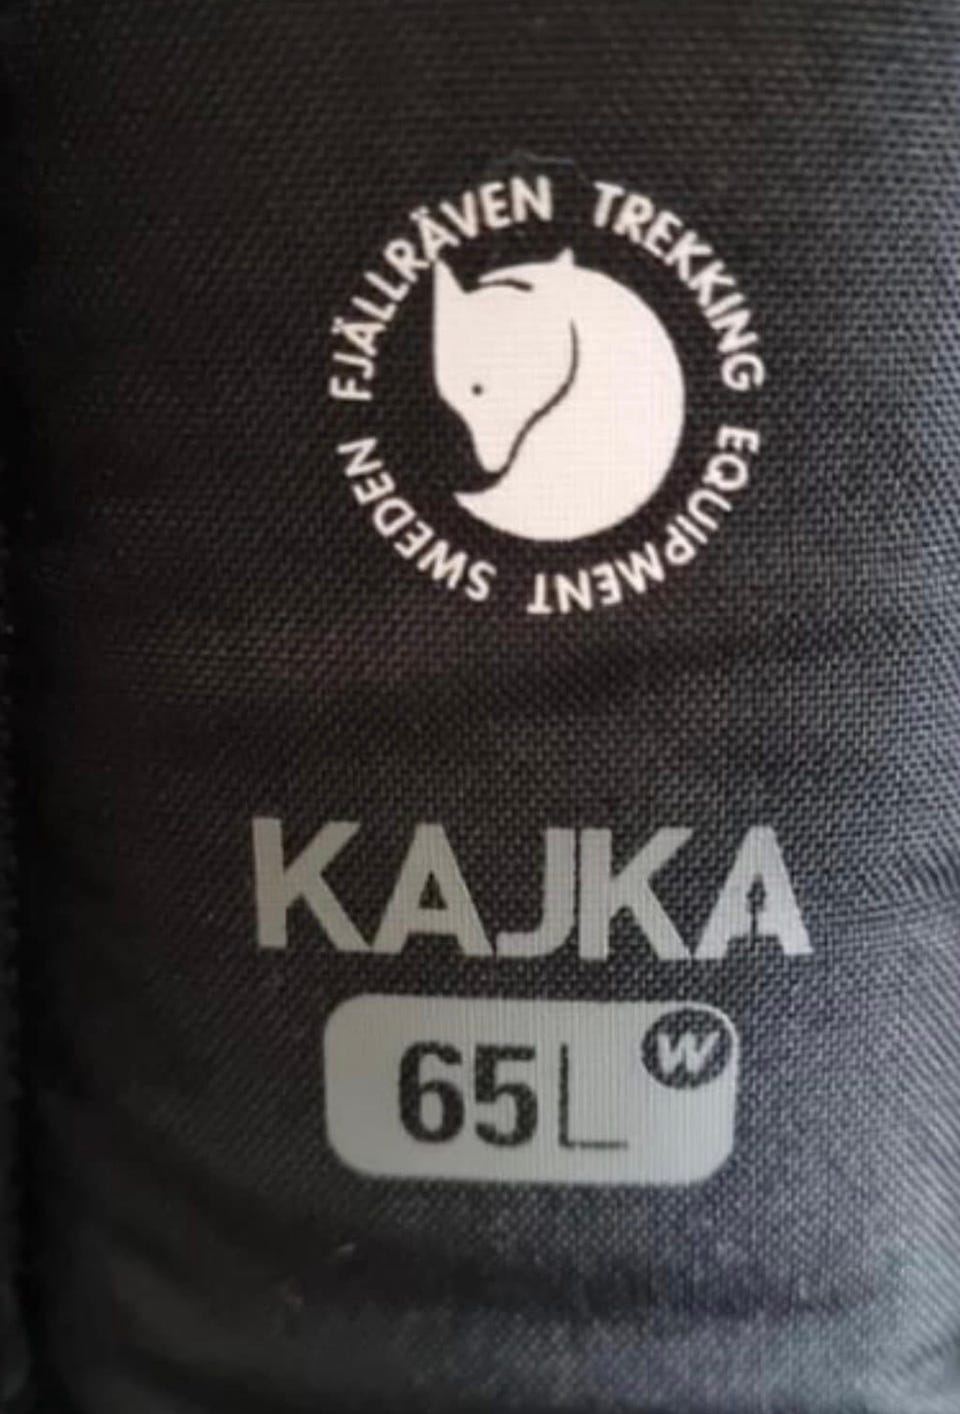 FJÄLLRÄVEN TREKKING EQUIPMENT SWEDEN
KAJKA
65L W